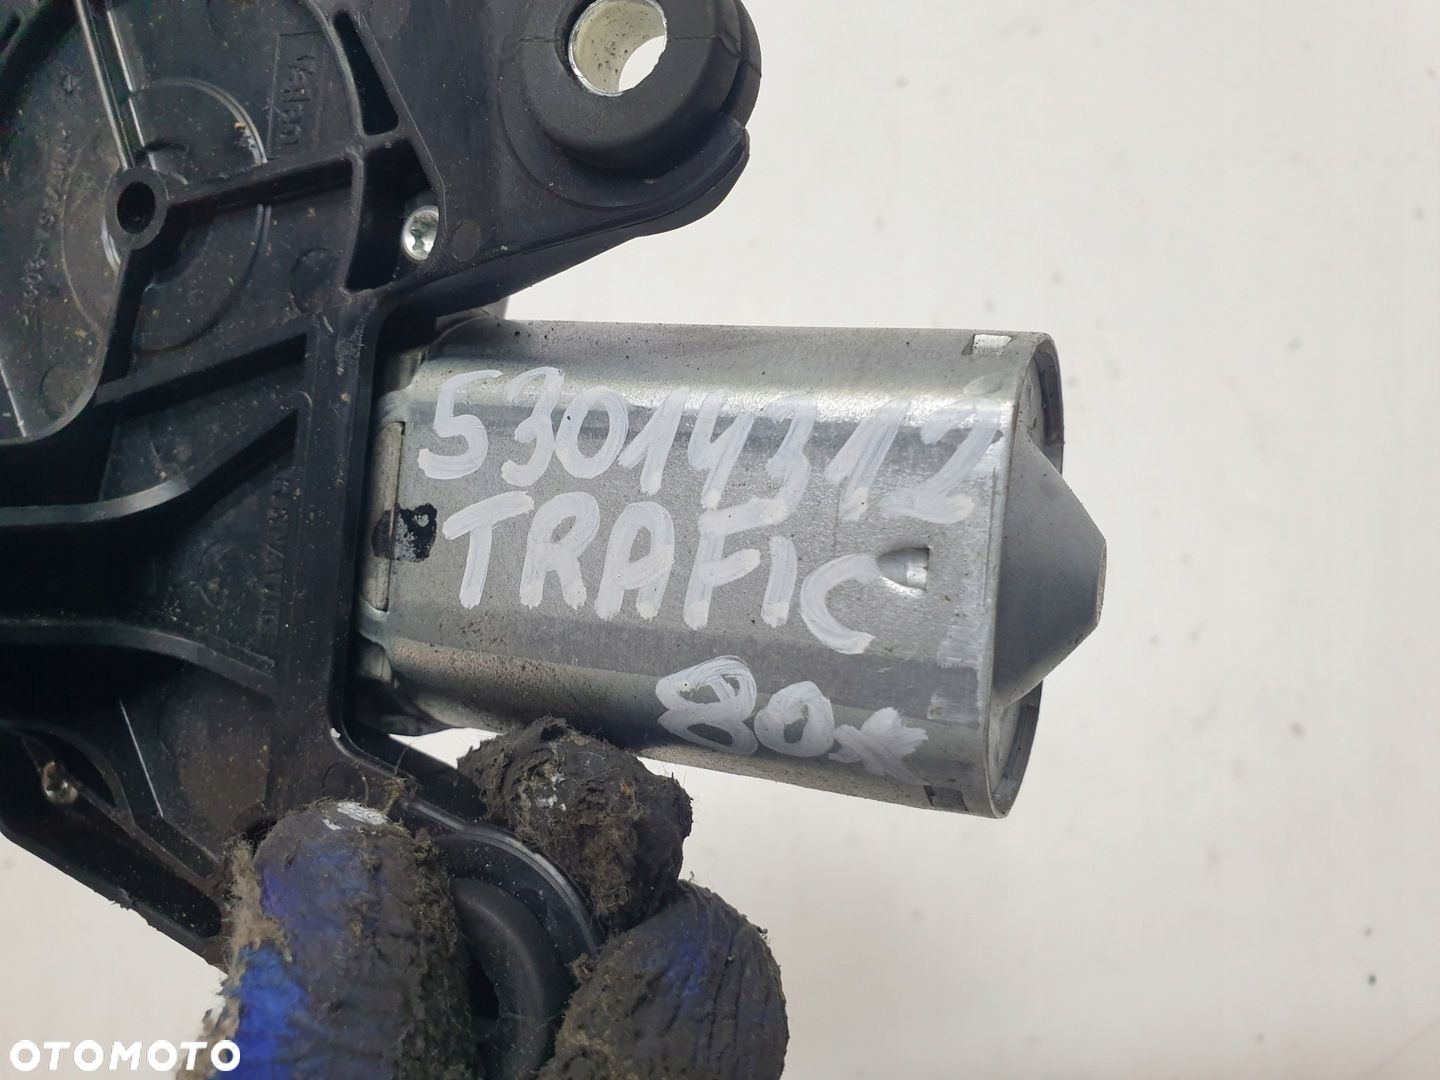 53014312
TRAFIC
80x
OTOMOTO